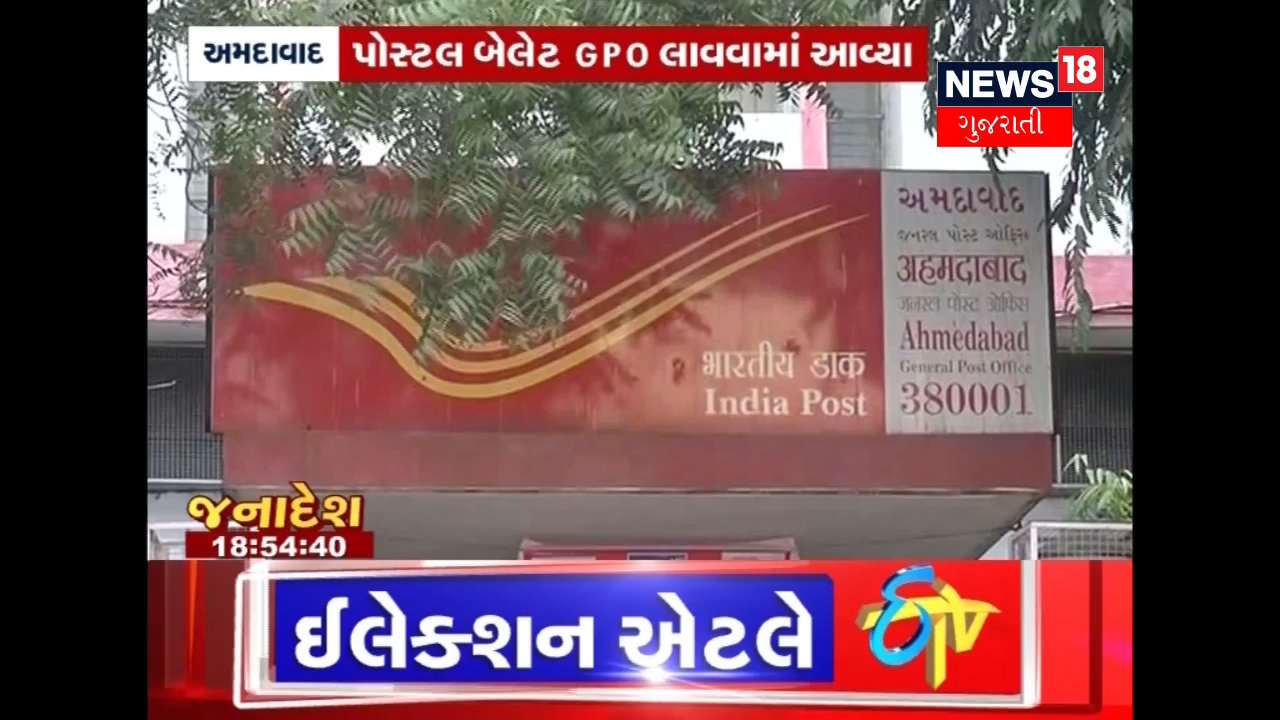 અમદાવાદ
પોસ્ટલ બેલેટ GPO લાવવામાં આવ્યા
NEWS 18
ગુજરાતી
અમદાવાદ
જનરલ પોસ્ટ ઓફિસ
अहमदाबाद
जनरल पोस्ट ऑफिस
Ahmedabad
General Post Office
380001
भारतीय डाक
India Post
જનાદેશ
18:54:40
ઈલેક્શન એટલે
ETV